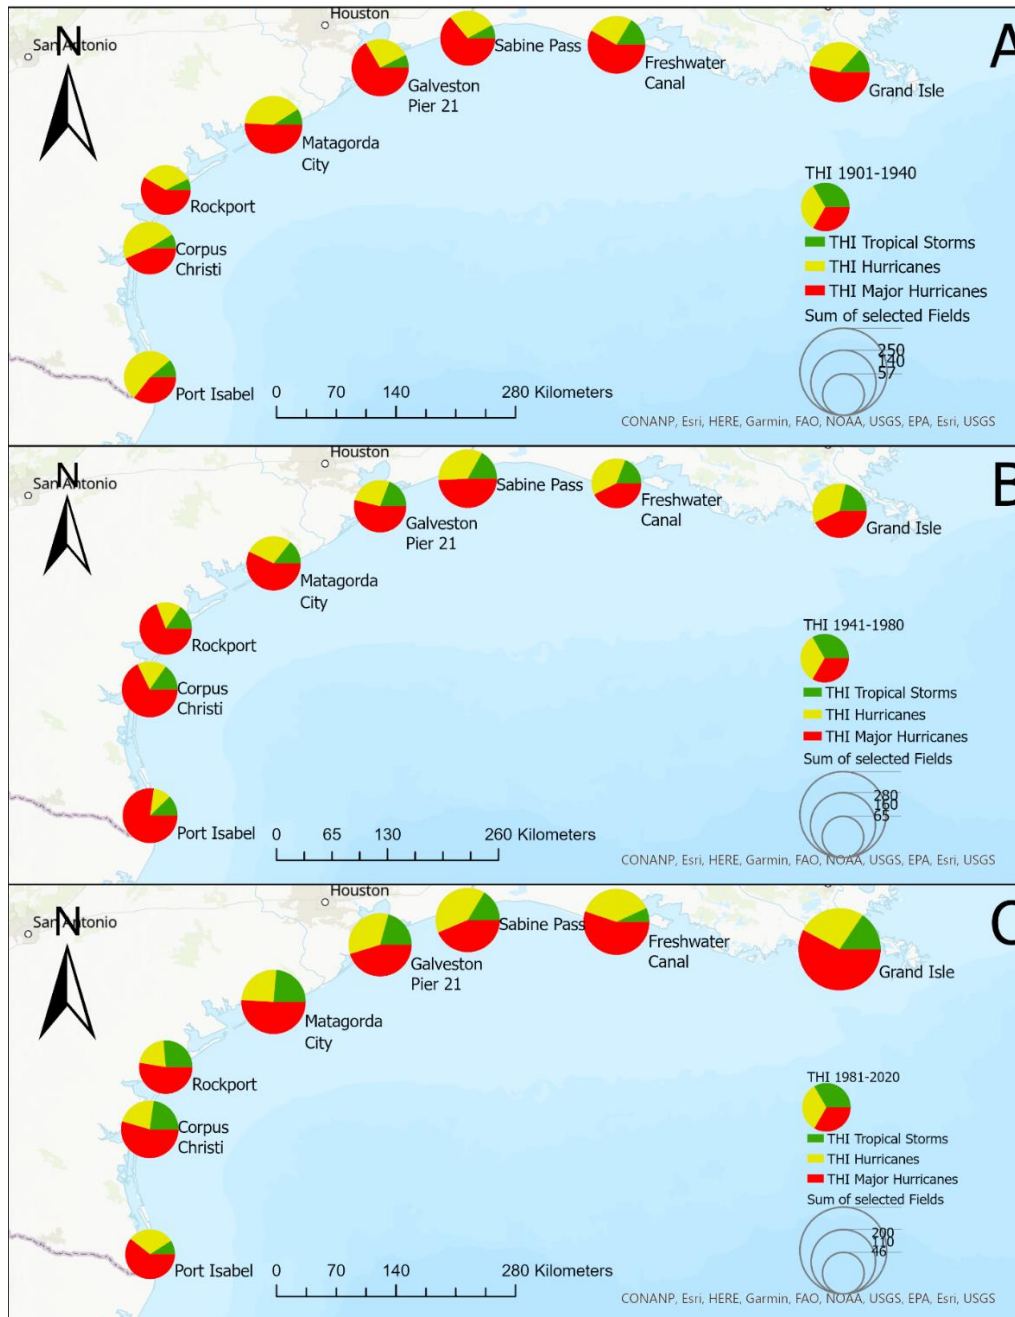 Houston
San Antonio
N
A
Sabine Pass
Freshwater
Canal
Galveston
Pier 21
Grand Isle
Matagorda
City
Rockport
Corpus
Christi
Port Isabel
THI 1901-1940
THI Tropical Storms
THI Hurricanes
THI Major Hurricanes
Sum of selected Fields
250
140
57
0 70 140 280 Kilometers
CONANP, Esri, HERE, Garmin, FAO, NOAA, USGS, EPA, Esri, USGS
Houston
San Antonio
N
B
Sabine Pass
Freshwater
Canal
Galveston
Pier 21
Grand Isle
Matagorda
City
Rockport
Corpus
Christi
Port Isabel
THI 1941-1980
THI Tropical Storms
THI Hurricanes
THI Major Hurricanes
Sum of selected Fields
280
160
65
0 65 130 260 Kilometers
CONANP, Esri, HERE, Garmin, FAO, NOAA, USGS, EPA, Esri, USGS
Houston
San Antonio
N
C
Sabine Pass
Freshwater
Canal
Galveston
Pier 21
Grand Isle
Matagorda
City
Rockport
Corpus
Christi
Port Isabel
THI 1981-2020
THI Tropical Storms
THI Hurricanes
THI Major Hurricanes
Sum of selected Fields
200
110
46
0 70 140 280 Kilometers
CONANP, Esri, HERE, Garmin, FAO, NOAA, USGS, EPA, Esri, USGS